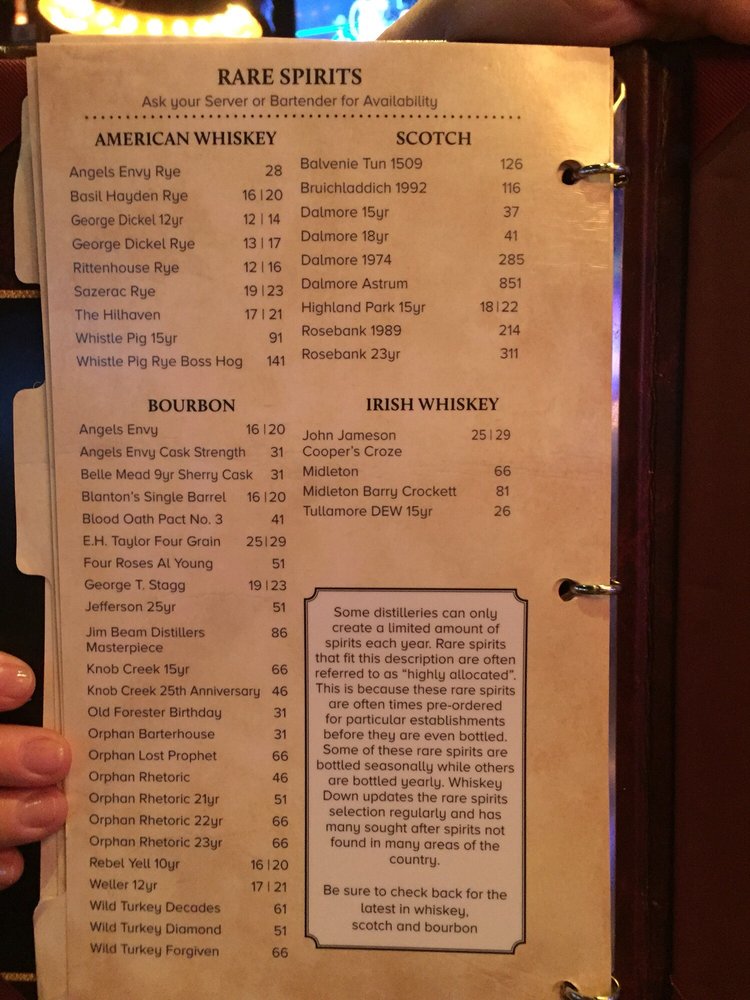 RARE SPIRITS
Ask your Server or Bartender for Availability
AMERICAN WHISKEY
Angels Envy Rye 28
Basil Hayden Rye 16 | 20
George Dickel 12yr 12 | 14
George Dickel Rye 13 | 17
Rittenhouse Rye 12 | 16
Sazerac Rye 19 | 23
The Hilhaven 17 | 21
Whistle Pig 15yr 91
Whistle Pig Rye Boss Hog 141
SCOTCH
Balvenie Tun 1509 126
Bruichladdich 1992 116
Dalmore 15yr 37
Dalmore 18yr 41
Dalmore 1974 285
Dalmore Astrum 851
Highland Park 15yr 18 | 22
Rosebank 1989 214
Rosebank 23yr 311
BOURBON
Angels Envy 16 | 20
Angels Envy Cask Strength 31
Belle Mead 9yr Sherry Cask 31
Blanton's Single Barrel 16 | 20
Blood Oath Pact No. 3 41
E.H. Taylor Four Grain 25 | 29
Four Roses Al Young 51
George T. Stagg 19 | 23
Jefferson 25yr 51
Jim Beam Distillers 86
Masterpiece
Knob Creek 15yr 66
Knob Creek 25th Anniversary 46
Old Forester Birthday 31
Orphan Barterhouse 31
Orphan Lost Prophet 66
Orphan Rhetoric 46
Orphan Rhetoric 21yr 51
Orphan Rhetoric 22yr 66
Orphan Rhetoric 23yr 66
Rebel Yell 10yr 16 | 20
Weller 12yr 17 | 21
Wild Turkey Decades 61
Wild Turkey Diamond 51
Wild Turkey Forgiven 66
IRISH WHISKEY
John Jameson 25 | 29
Cooper's Croze
Midleton 66
Midleton Barry Crockett 81
Tullamore DEW 15yr 26
Some distilleries can only
create a limited amount of
spirits each year. Rare spirits
that fit this description are often
referred to as "highly allocated".
This is because these rare spirits
are often times pre-ordered
for particular establishments
before they are even bottled.
Some of these rare spirits are
bottled seasonally while others
are bottled yearly. Whiskey
Down updates the rare spirits
selection regularly and has
many sought after spirits not
found in many areas of the
country.
Be sure to check back for the
latest in whiskey,
scotch and bourbon